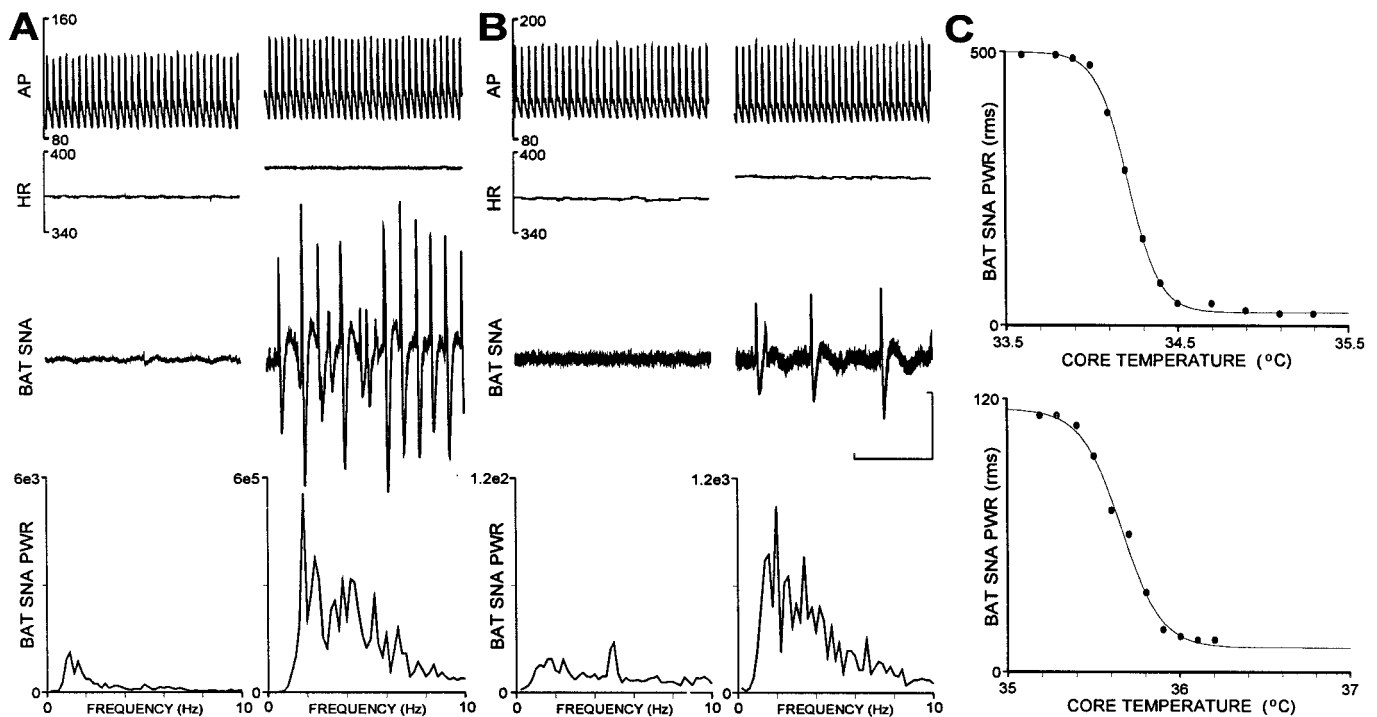 A
160
AP
80
400
HR
340
BAT SNA
6e3
BAT SNA PWR
0
0 FREQUENCY (Hz) 10
6e5
0
0 FREQUENCY (Hz) 10
B
200
AP
80
400
HR
340
BAT SNA
1.2e2
BAT SNA PWR
0
0 FREQUENCY (Hz) 10
1.2e3
0
0 FREQUENCY (Hz) 10
C
500
BAT SNA PWR (rms)
0
33.5 34.5 35.5
CORE TEMPERATURE (°C)
120
BAT SNA PWR (rms)
0
35 36 37
CORE TEMPERATURE (°C)